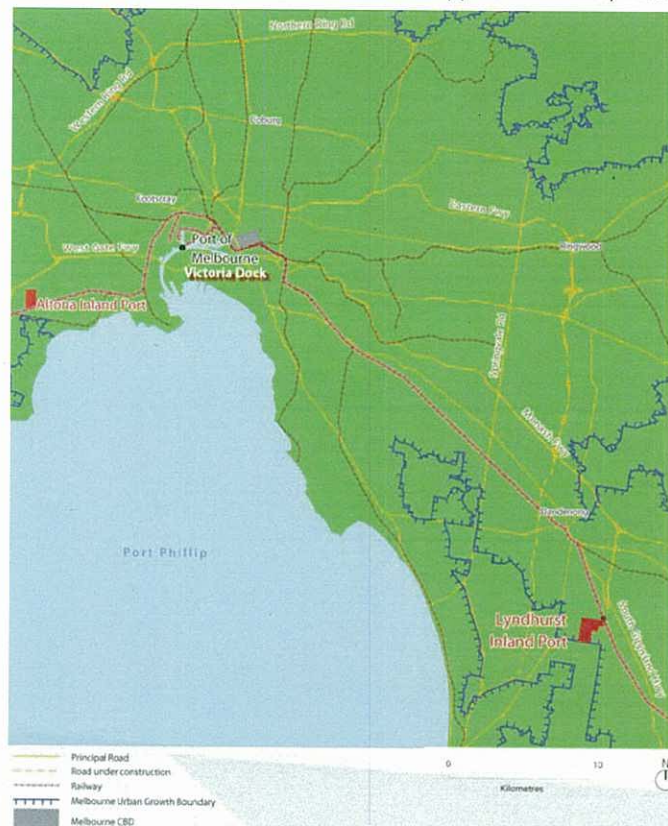 Northern Ring Rd
Western Ring Rd
Coburg
Footscray
Eastern Fwy
Port of
Melbourne
Ringwood
West Gate Fwy
Victoria Dock
Altona Inland Port
Springvale Rd
Monash Fwy
Port Phillip
Dandenong
Lyndhurst
Inland Port
South Gippsland Hwy
Principal Road
Road under construction
Railway
Melbourne Urban Growth Boundary
Melbourne CBD
0 10
Kilometres
N